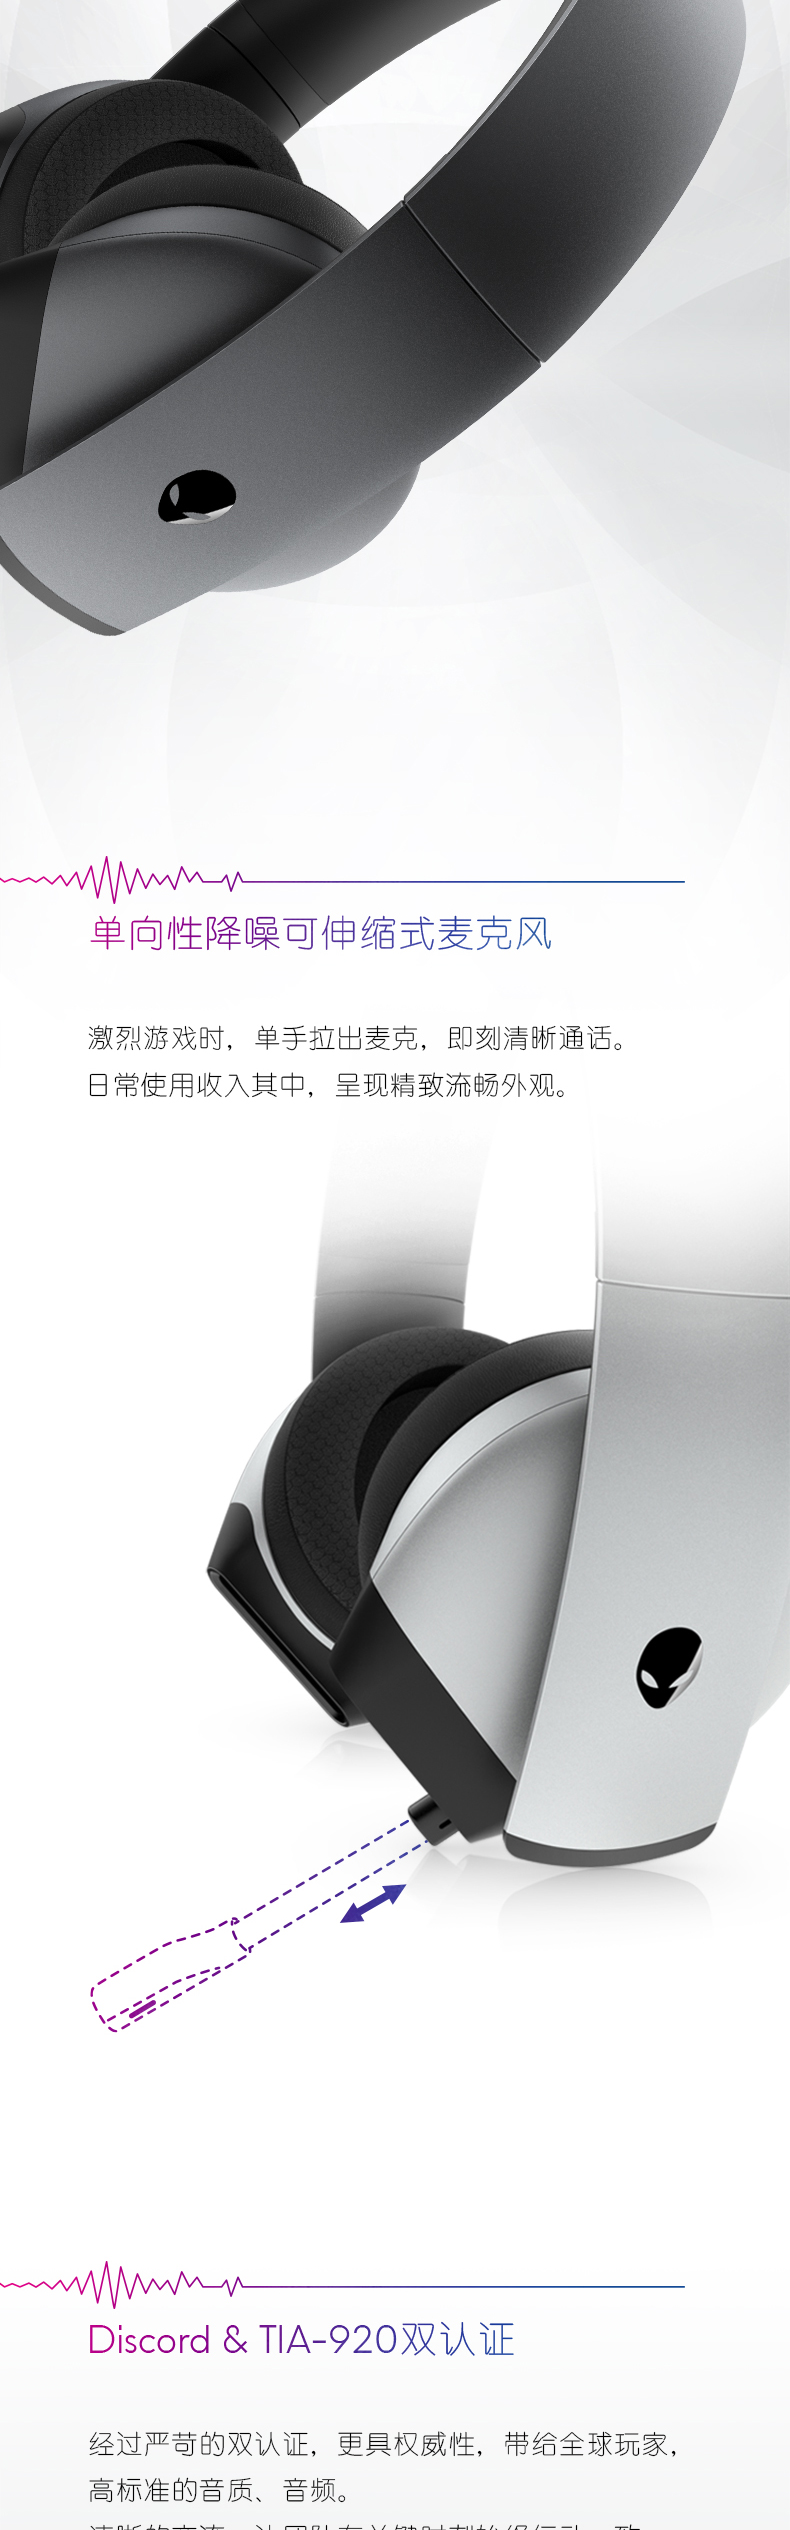 单向性降噪可伸缩式麦克风
激烈游戏时，单手拉出麦克，即刻清晰通话。
日常使用收入其中，呈现精致流畅外观。
Discord & TIA-920双认证
经过严苛的双认证，更具权威性，带给全球玩家，
高标准的音质、音频。